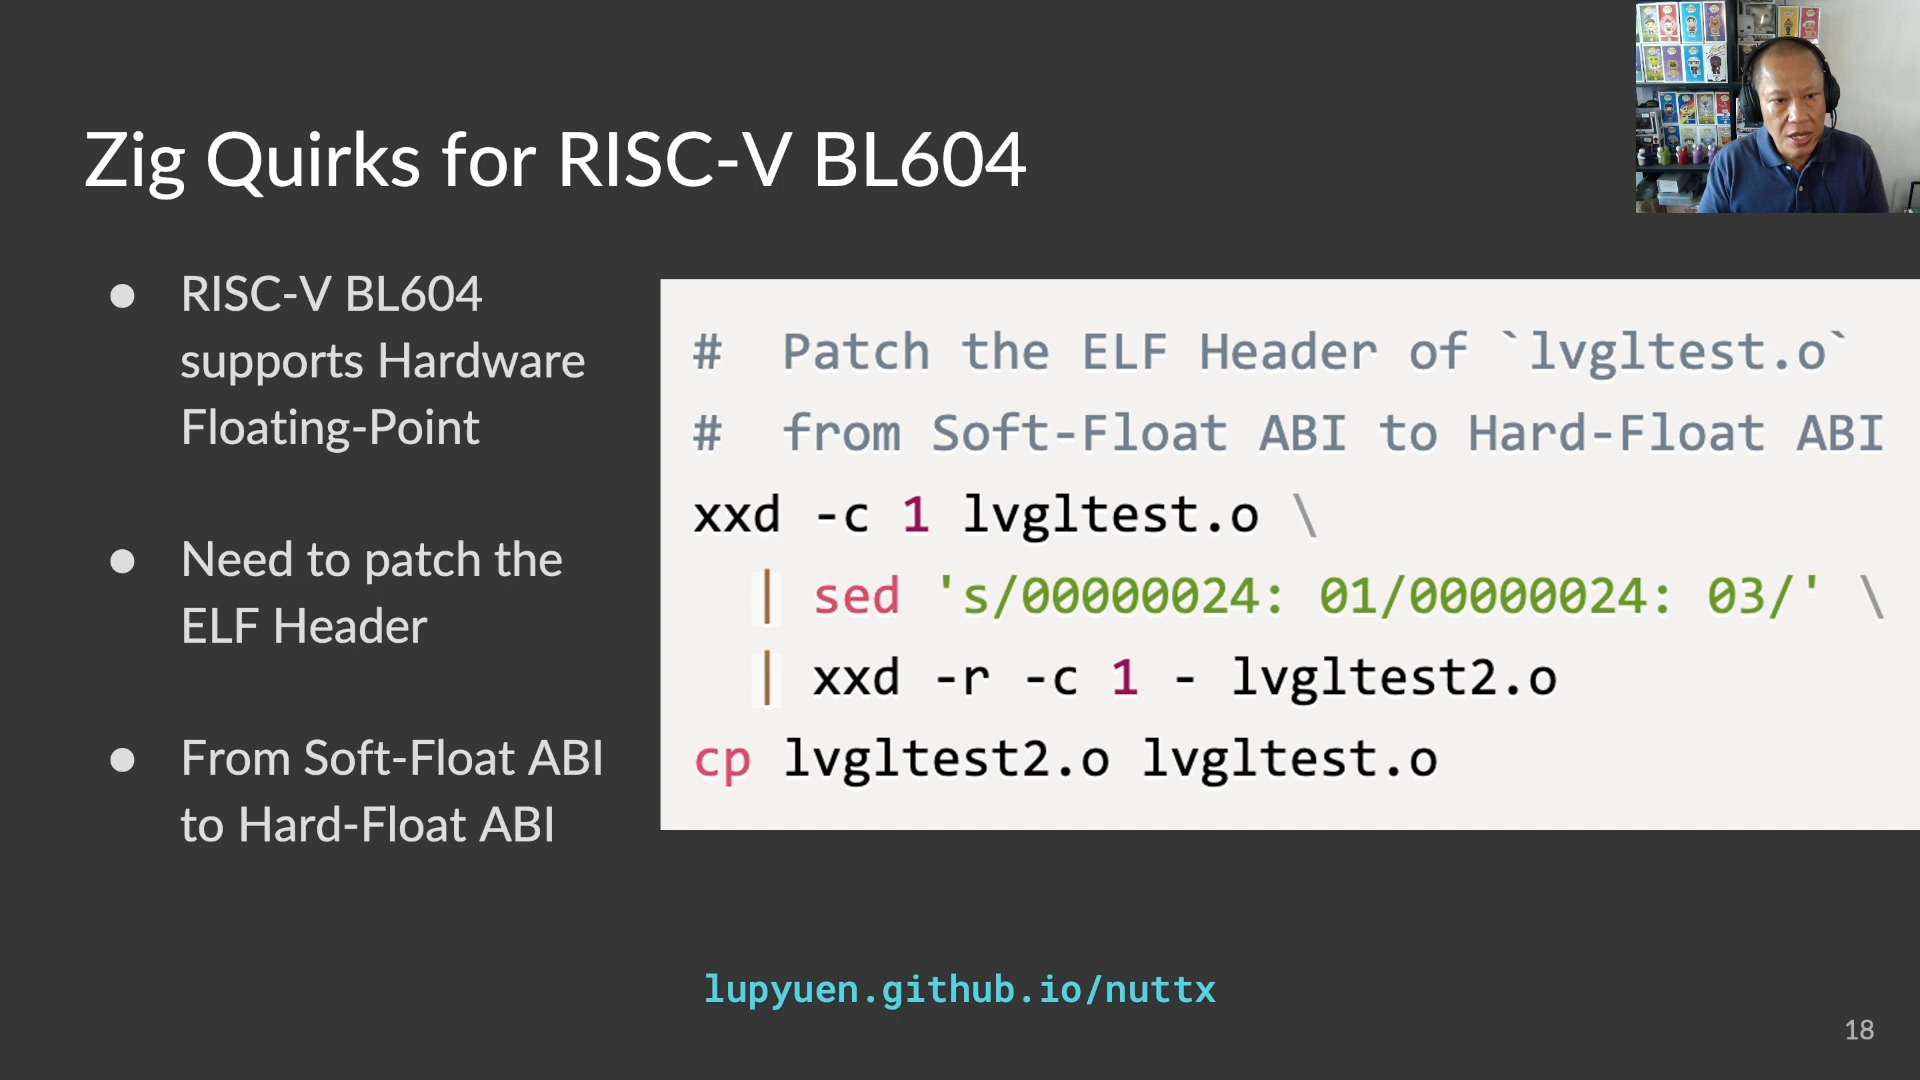 Zig Quirks for RISC-V BL604
● RISC-V BL604
supports Hardware
Floating-Point
● Need to patch the
ELF Header
● From Soft-Float ABI
to Hard-Float ABI
#  Patch the ELF Header of `lvgltest.o`
#  from Soft-Float ABI to Hard-Float ABI
xxd -c 1 lvgltest.o \
  | sed 's/00000024: 01/00000024: 03/' \
  | xxd -r -c 1 - lvgltest2.o
cp lvgltest2.o lvgltest.o
lupyuen.github.io/nuttx
18